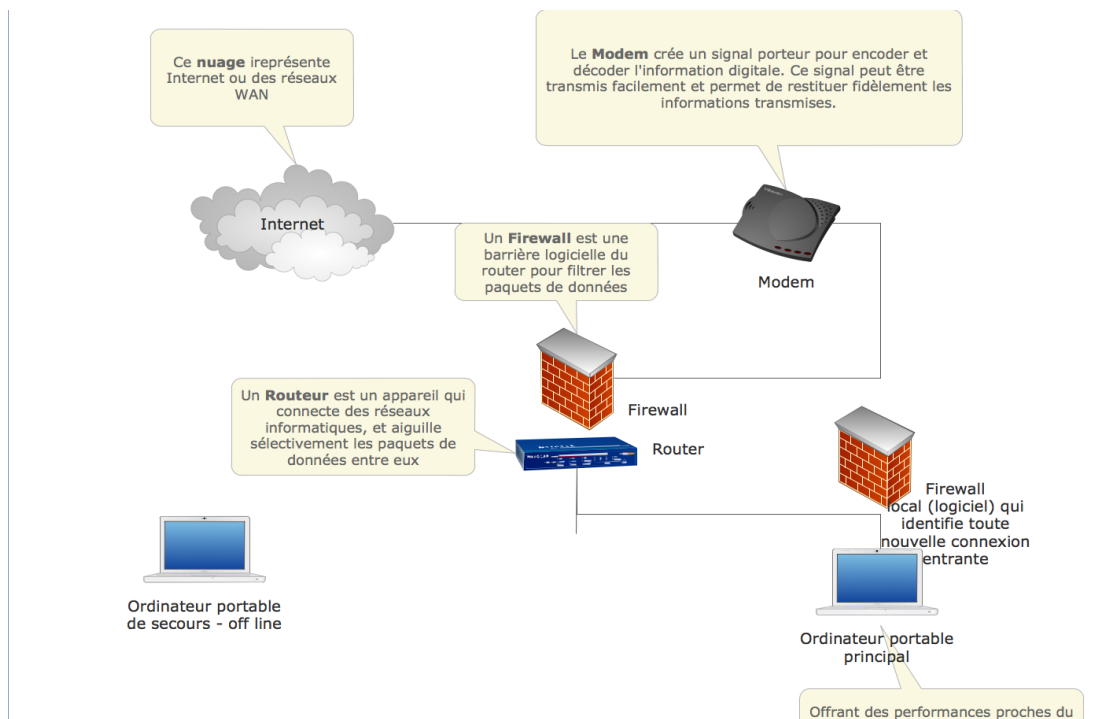 Ce nuage ireprésente
Internet ou des réseaux
WAN
Le Modem crée un signal porteur pour encoder et
décoder l'information digitale. Ce signal peut être
transmis facilement et permet de restituer fidèlement les
informations transmises.
Internet
Un Firewall est une
barrière logicielle du
router pour filtrer les
paquets de données
Modem
Un Routeur est un appareil qui
connecte des réseaux
informatiques, et aiguille
sélectivement les paquets de
données entre eux
Firewall
Router
Firewall
local (logiciel) qui
identifie toute
nouvelle connexion
entrante
Ordinateur portable
de secours - off line
Ordinateur portable
principal
Offrant des performances proches du